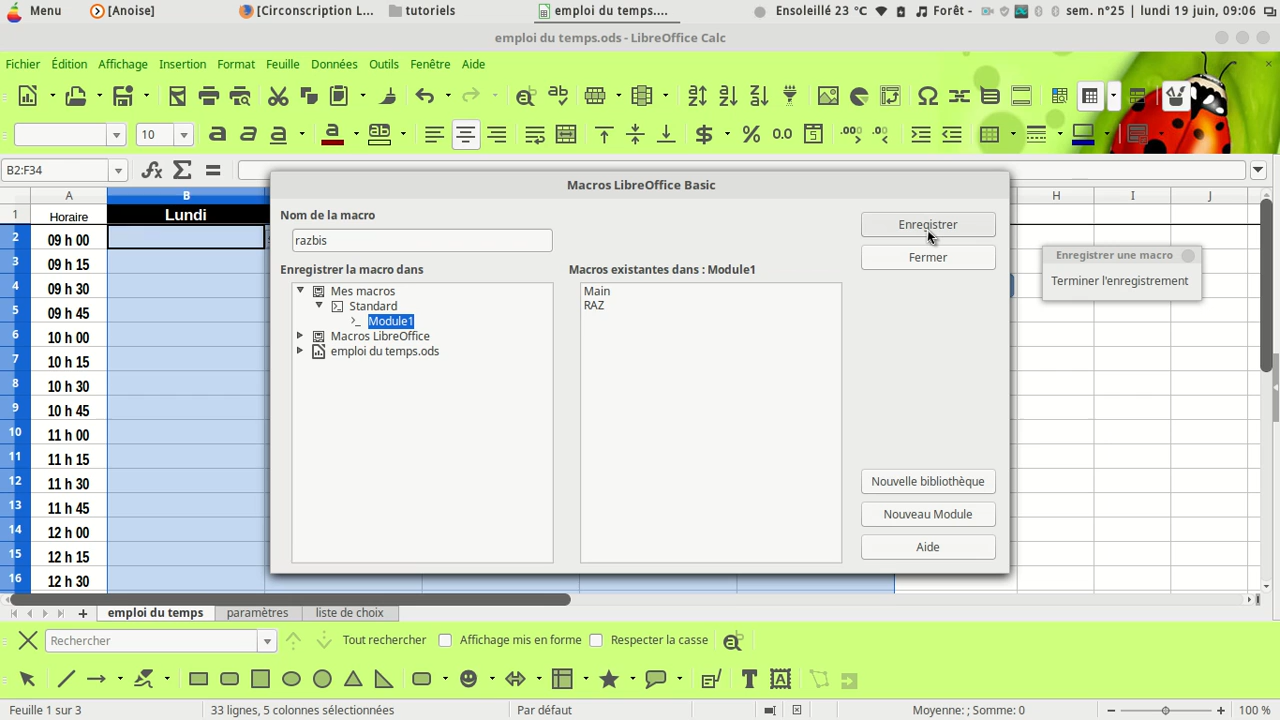 Menu
[Anoise]
[Circonscription L...
tutoriels
emploi du temps....
Ensoleillé 23 °C
Forêt -
sem. n°25 | lundi 19 juin, 09:06
emploi du temps.ods - LibreOffice Calc
Fichier Édition Affichage Insertion Format Feuille Données Outils Fenêtre Aide
10
B2:F34
A B H I J
1 Horaire Lundi
2 09 h 00
3 09 h 15
4 09 h 30
5 09 h 45
6 10 h 00
7 10 h 15
8 10 h 30
9 10 h 45
10 11 h 00
11 11 h 15
12 11 h 30
13 11 h 45
14 12 h 00
15 12 h 15
16 12 h 30
Macros LibreOffice Basic
Nom de la macro
razbis
Enregistrer la macro dans
Mes macros
Standard
Module1
Macros LibreOffice
emploi du temps.ods
Macros existantes dans : Module1
Main
RAZ
Enregistrer
Fermer
Nouvelle bibliothèque
Nouveau Module
Aide
Enregistrer une macro
Terminer l'enregistrement
emploi du temps paramètres liste de choix
Rechercher Tout rechercher Affichage mis en forme Respecter la casse
Feuille 1 sur 3 33 lignes, 5 colonnes sélectionnées Par défaut Moyenne: ; Somme: 0 100 %